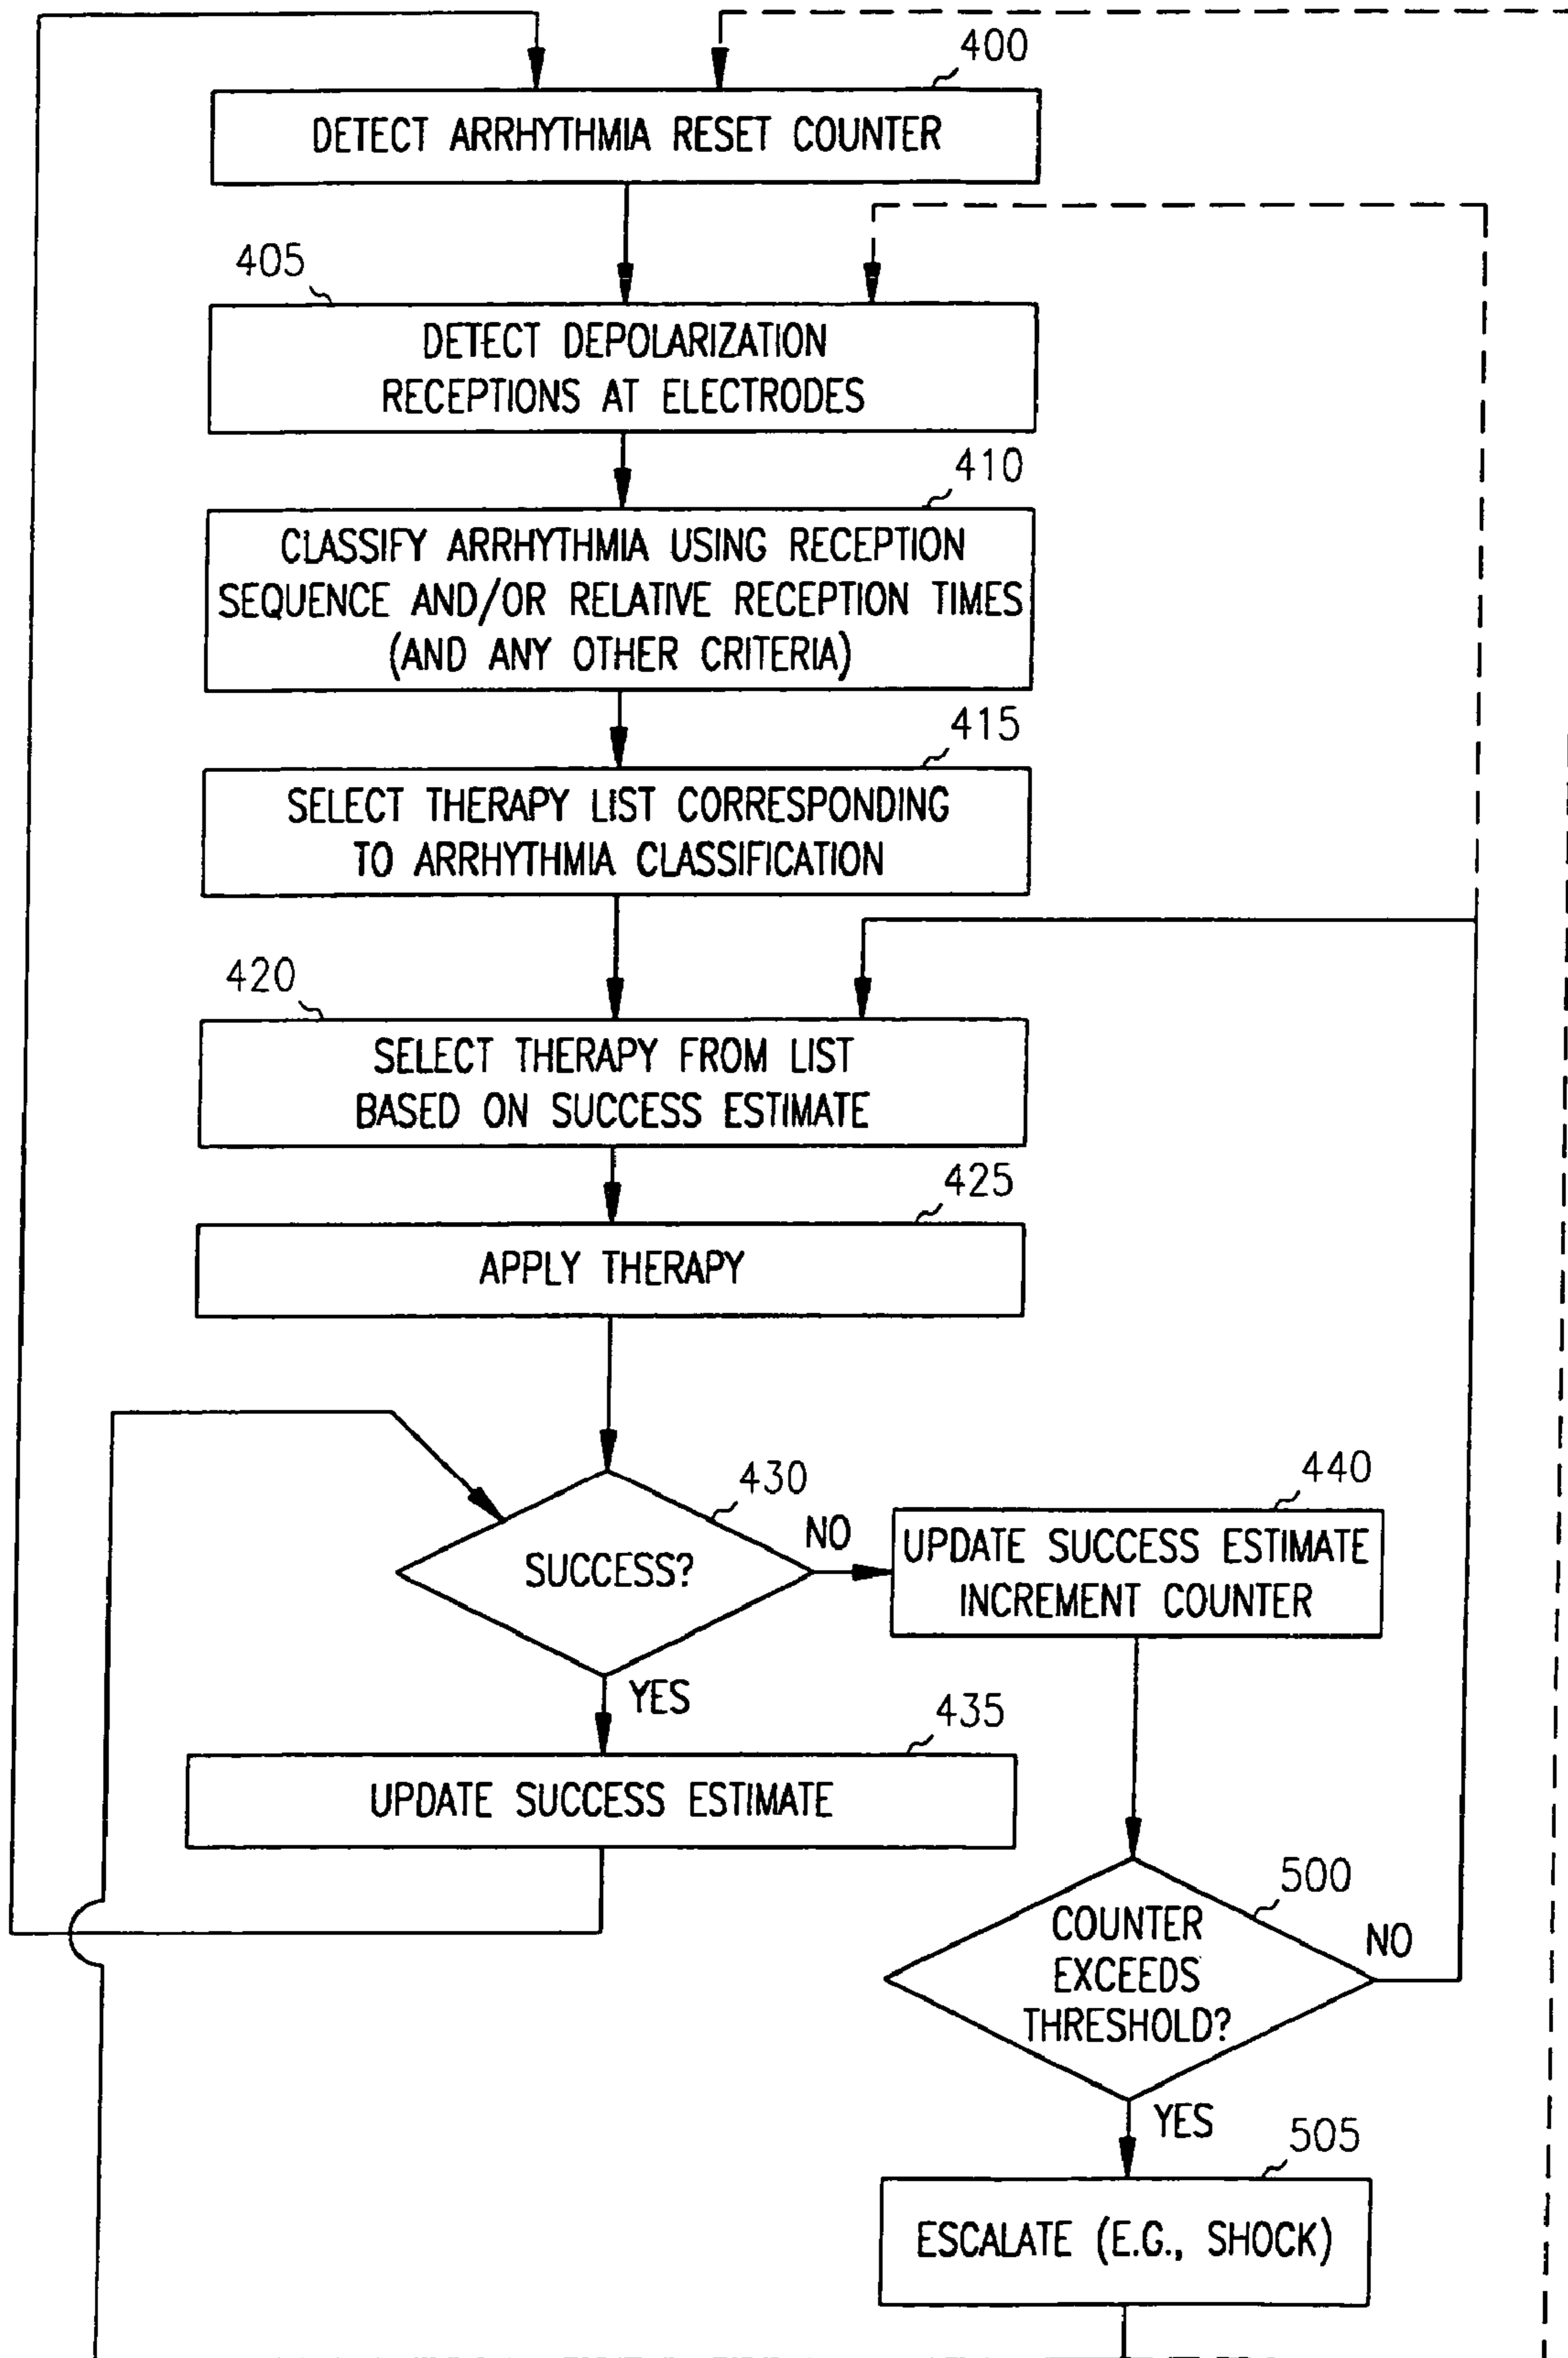 400
DETECT ARRHYTHMIA RESET COUNTER
405
DETECT DEPOLARIZATION
RECEPTIONS AT ELECTRODES
410
CLASSIFY ARRHYTHMIA USING RECEPTION
SEQUENCE AND/OR RELATIVE RECEPTION TIMES
(AND ANY OTHER CRITERIA)
415
SELECT THERAPY LIST CORRESPONDING
TO ARRHYTHMIA CLASSIFICATION
420
SELECT THERAPY FROM LIST
BASED ON SUCCESS ESTIMATE
425
APPLY THERAPY
430
SUCCESS?
NO
440
UPDATE SUCCESS ESTIMATE
INCREMENT COUNTER
YES
435
UPDATE SUCCESS ESTIMATE
500
COUNTER
EXCEEDS
THRESHOLD?
NO
YES
505
ESCALATE (E.G., SHOCK)